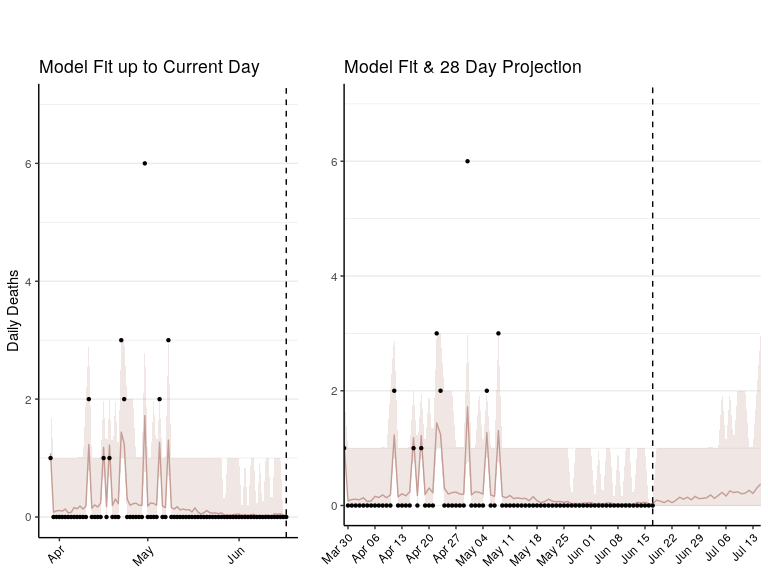 Model Fit up to Current Day
Model Fit & 28 Day Projection
Daily Deaths
6
4
2
0
Apr
May
Jun
6
4
2
0
Mar 30
Apr 06
Apr 13
Apr 20
Apr 27
May 04
May 11
May 18
May 25
Jun 01
Jun 08
Jun 15
Jun 22
Jun 29
Jul 06
Jul 13